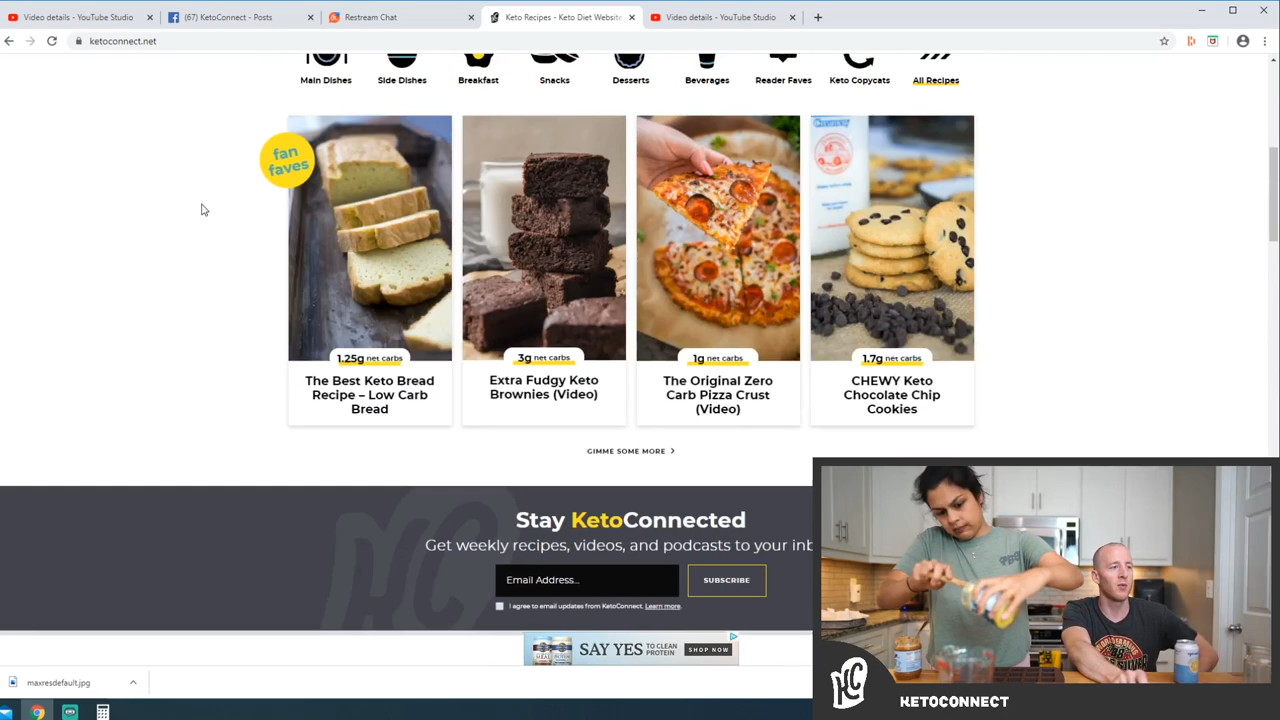 Video details - YouTube Studio
(67) KetoConnect - Posts
Restream Chat
Keto Recipes - Keto Diet Website
Video details - YouTube Studio
ketoconnect.net
Main Dishes
Side Dishes
Breakfast
Snacks
Desserts
Beverages
Reader Faves
Keto Copycats
All Recipes
fan
faves
1.25g net carbs
3g net carbs
1g net carbs
1.7g net carbs
The Best Keto Bread
Recipe – Low Carb
Bread
Extra Fudgy Keto
Brownies (Video)
The Original Zero
Carb Pizza Crust
(Video)
CHEWY Keto
Chocolate Chip
Cookies
GIMME SOME MORE
Stay KetoConnected
Get weekly recipes, videos, and podcasts to your inb
Email Address...
SUBSCRIBE
I agree to email updates from KetoConnect. Learn more.
SAY YES TO CLEAN
PROTEIN
SHOP NOW
maxresdefault.jpg
KC
KETOCONNECT